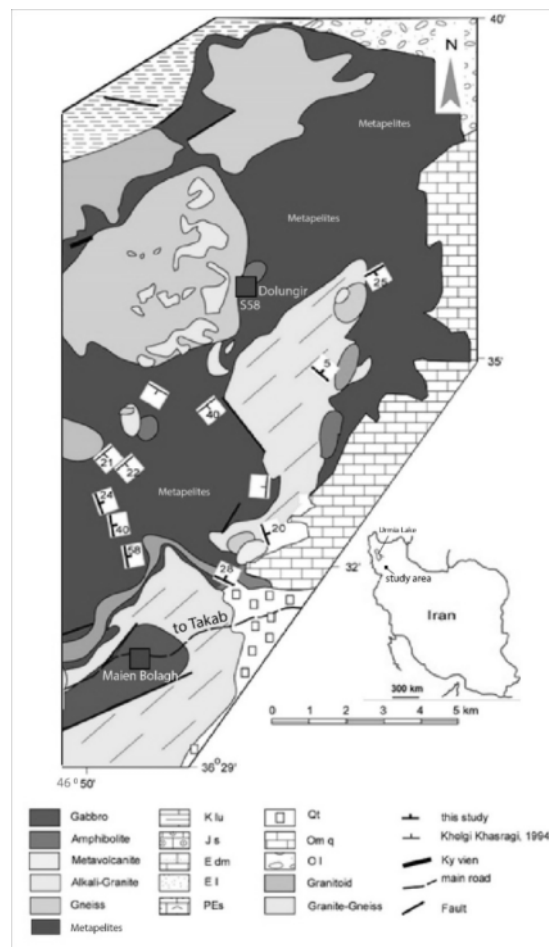 40'
N
Metapelites
Metapelites
Dolungir
S58
25
35'
5
40
21
22
24
Metapelites
40
58
20
28
32'
Urmia Lake
study area
Iran
300 km
to Takab
Maien Bolagh
0 1 2 3 4 5 km
36° 29'
46° 50'
Gabbro
Amphibolite
Metavolcanite
Alkali-Granite
Gneiss
Metapelites
K lu
J s
E dm
E l
PEs
Qt
Om q
O l
Granitoid
Granite-Gneiss
this study
Khelgi Khasragi, 1994
Ky vien
main road
Fault